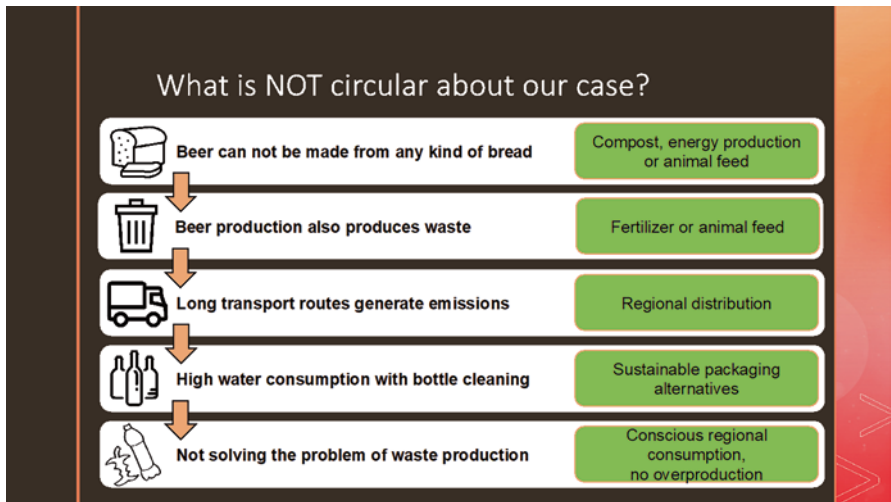 What is NOT circular about our case?
Beer can not be made from any kind of bread
Compost, energy production
or animal feed
Beer production also produces waste
Fertilizer or animal feed
Long transport routes generate emissions
Regional distribution
High water consumption with bottle cleaning
Sustainable packaging
alternatives
Not solving the problem of waste production
Conscious regional
consumption,
no overproduction